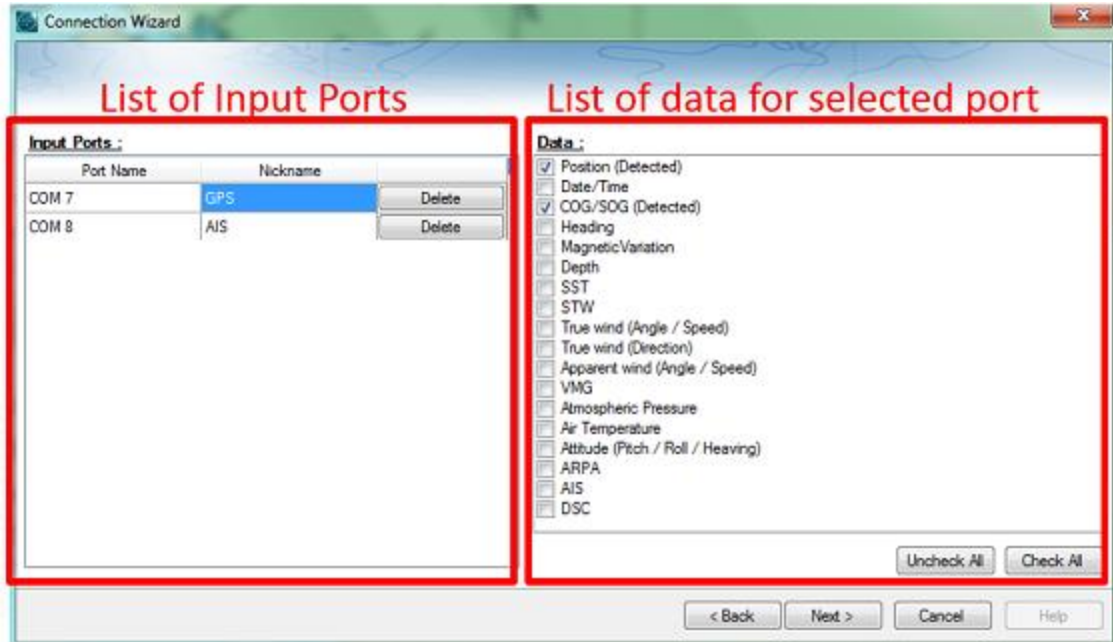 Connection Wizard
List of Input Ports
List of data for selected port
Input Ports :
Port Name Nickname
COM 7 GPS Delete
COM 8 AIS Delete
Data :
Position (Detected)
Date/Time
COG/SOG (Detected)
Heading
MagneticVariation
Depth
SST
STW
True wind (Angle / Speed)
True wind (Direction)
Apparent wind (Angle / Speed)
VMG
Atmospheric Pressure
Air Temperature
Attitude (Pitch / Roll / Heaving)
ARPA
AIS
DSC
Uncheck All Check All
< Back Next > Cancel Help